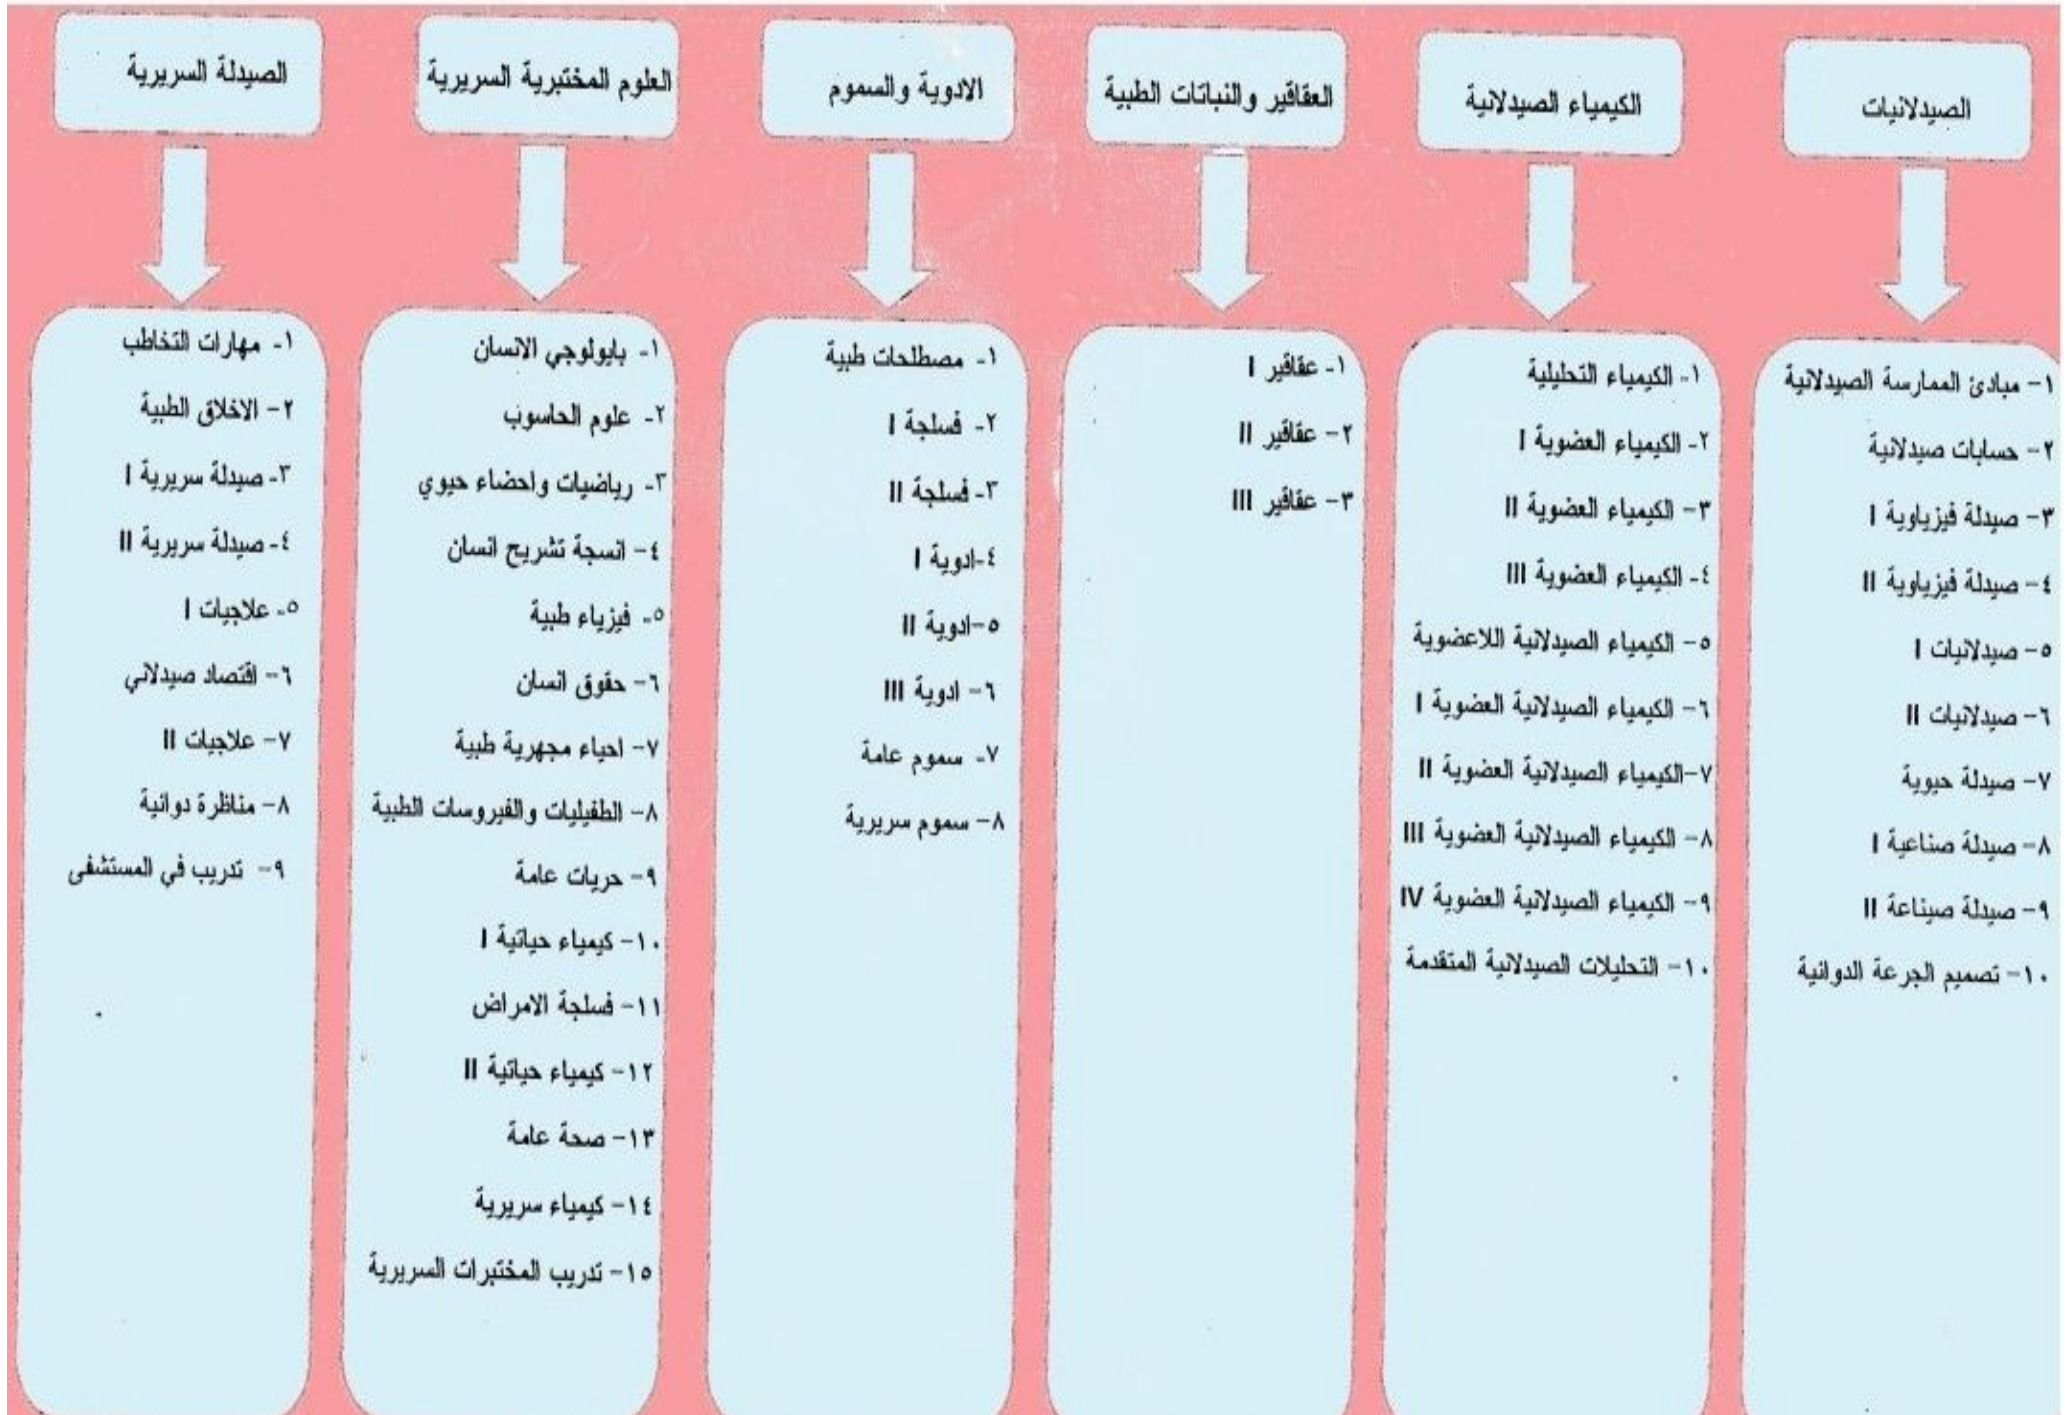 الصيدلانيات
١- مبادئ الممارسة الصيدلانية
٢- حسابات صيدلانية
٣- صيدلة فيزياوية I
٤- صيدلة فيزياوية II
٥- صيدلانيات I
٦- صيدلانيات II
٧- صيدلة حيوية
٨- صيدلة صناعية I
٩- صيدلة صيناعة II
١٠- تصميم الجرعة الدوائية
الكيمياء الصيدلانية
١- الكيمياء التحليلية
٢- الكيمياء العضوية I
٣- الكيمياء العضوية II
٤- الكيمياء العضوية III
٥- الكيمياء الصيدلانية اللاعضوية
٦- الكيمياء الصيدلانية العضوية I
٧-الكيمياء الصيدلانية العضوية II
٨- الكيمياء الصيدلانية العضوية III
٩- الكيمياء الصيدلانية العضوية IV
١٠- التحليلات الصيدلانية المتقدمة
العقاقير والنباتات الطبية
١- عقاقير I
٢- عقاقير II
٣- عقاقير III
الادوية والسموم
١- مصطلحات طبية
٢- فسلجة I
٣- فسلجة II
٤-ادوية I
٥-ادوية II
٦- ادوية III
٧- سموم عامة
٨- سموم سريرية
العلوم المختبرية السريرية
١- بايولوجي الانسان
٢- علوم الحاسوب
٣- رياضيات واحضاء حيوي
٤- انسجة تشريح انسان
٥- فيزياء طبية
٦- حقوق انسان
٧- احياء مجهرية طبية
٨- الطفيليات والفيروسات الطبية
٩- حريات عامة
١٠- كيمياء حياتية I
١١- فسلجة الامراض
١٢- كيمياء حياتية II
١٣- صحة عامة
١٤- كيمياء سريرية
١٥- تدريب المختبرات السريرية
الصيدلة السريرية
١- مهارات التخاطب
٢- الاخلاق الطبية
٣- صيدلة سريرية I
٤- صيدلة سريرية II
٥- علاجيات I
٦- اقتصاد صيدلاني
٧- علاجيات II
٨- مناظرة دوائية
٩- تدريب في المستشفى